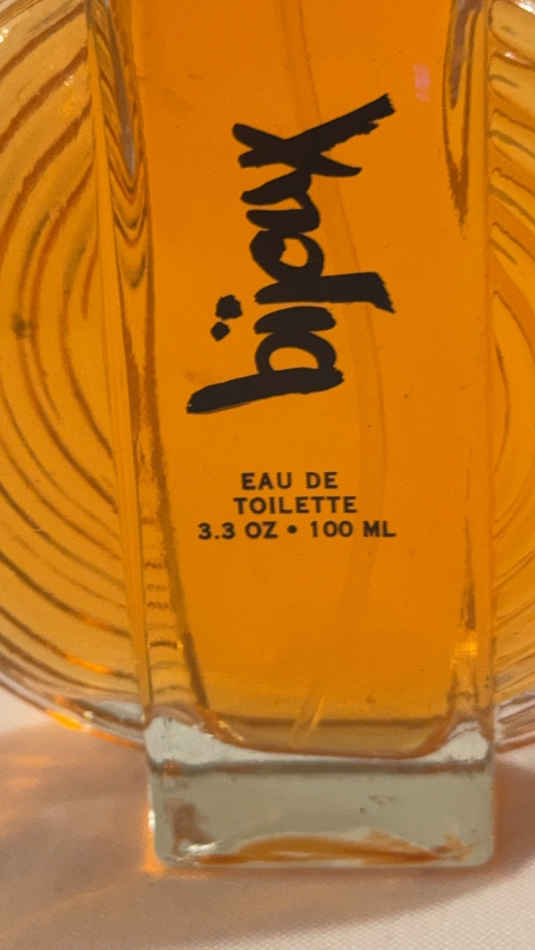 bijoux
EAU DE
TOILETTE
3.3 OZ • 100 ML